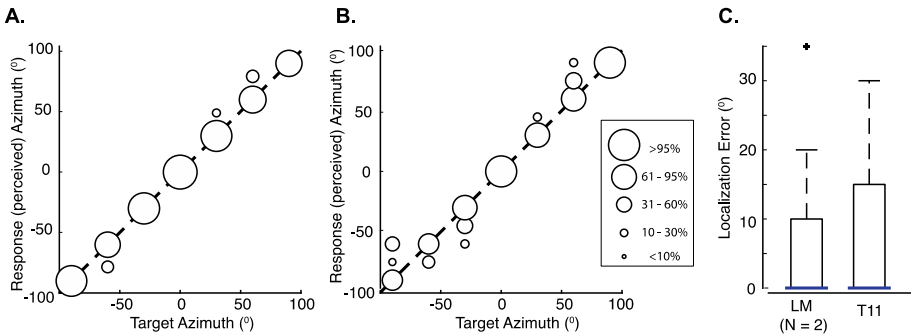 A.
B.
C.
Response (perceived) Azimuth (º)
100
50
0
-50
-100
-50
0
50
100
Target Azimuth (º)
Response (perceived) Azimuth (º)
100
50
0
-50
-100
-50
0
50
100
Target Azimuth (º)
>95%
61 - 95%
31 - 60%
10 - 30%
<10%
Localization Error (º)
30
20
10
0
LM
(N = 2)
T11